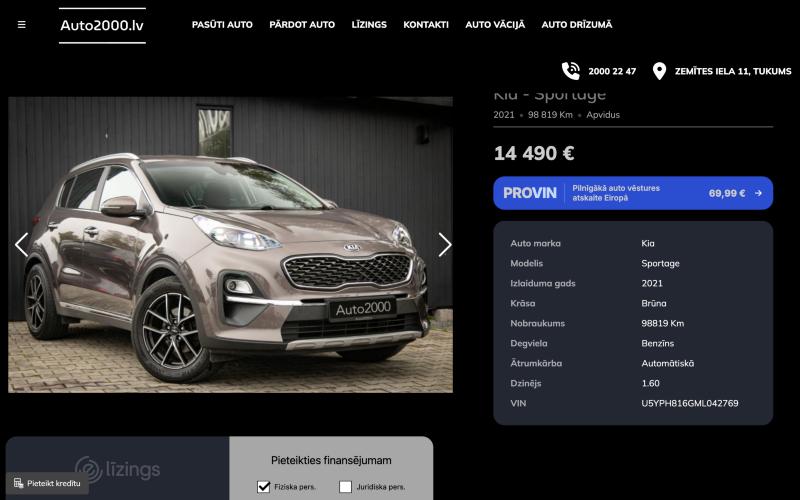 Auto2000.lv
PASŪTI AUTO PĀRDOT AUTO LĪZINGS KONTAKTI AUTO VĀCIJĀ AUTO DRĪZUMĀ
2000 22 47 ZEMĪTES IELA 11, TUKUMS
Kia - Sportage
2021 • 98 819 Km • Apvidus
14 490 €
PROVIN Pilnīgākā auto vēstures atskaite Eiropā 69,99 € →
Auto marka Kia
Modelis Sportage
Izlaiduma gads 2021
Krāsa Brūna
Nobraukums 98819 Km
Degviela Benzīns
Ātrumkārba Automātiskā
Dzinējs 1.60
VIN U5YPH816GML042769
KIA
Auto2000
līzings
Pieteikties finansējumam
Fiziska pers. Juridiska pers.
Pieteikt kredītu